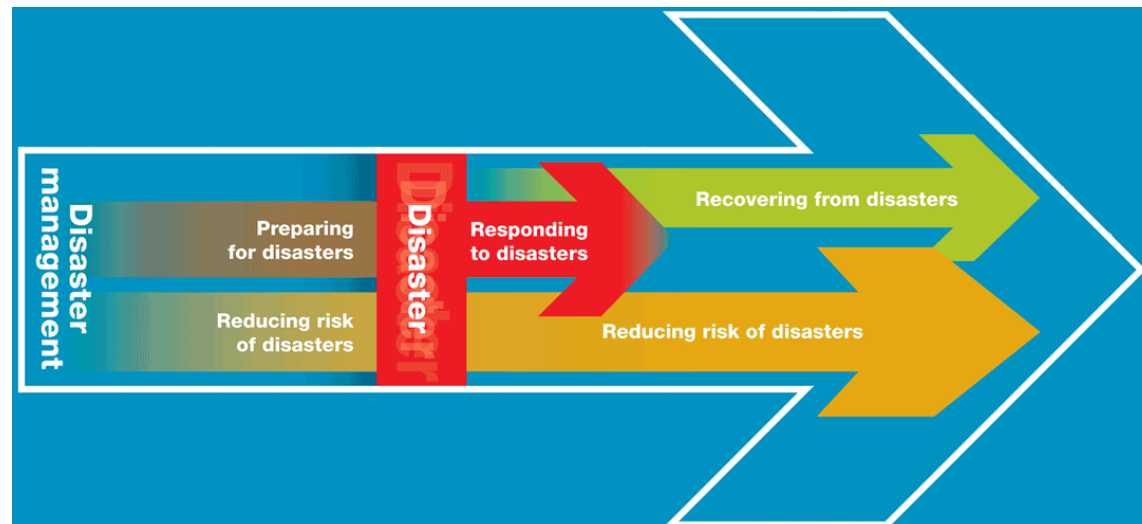 Disaster
management
Preparing
for disasters
Reducing risk
of disasters
Disaster
Responding
to disasters
Recovering from disasters
Reducing risk of disasters